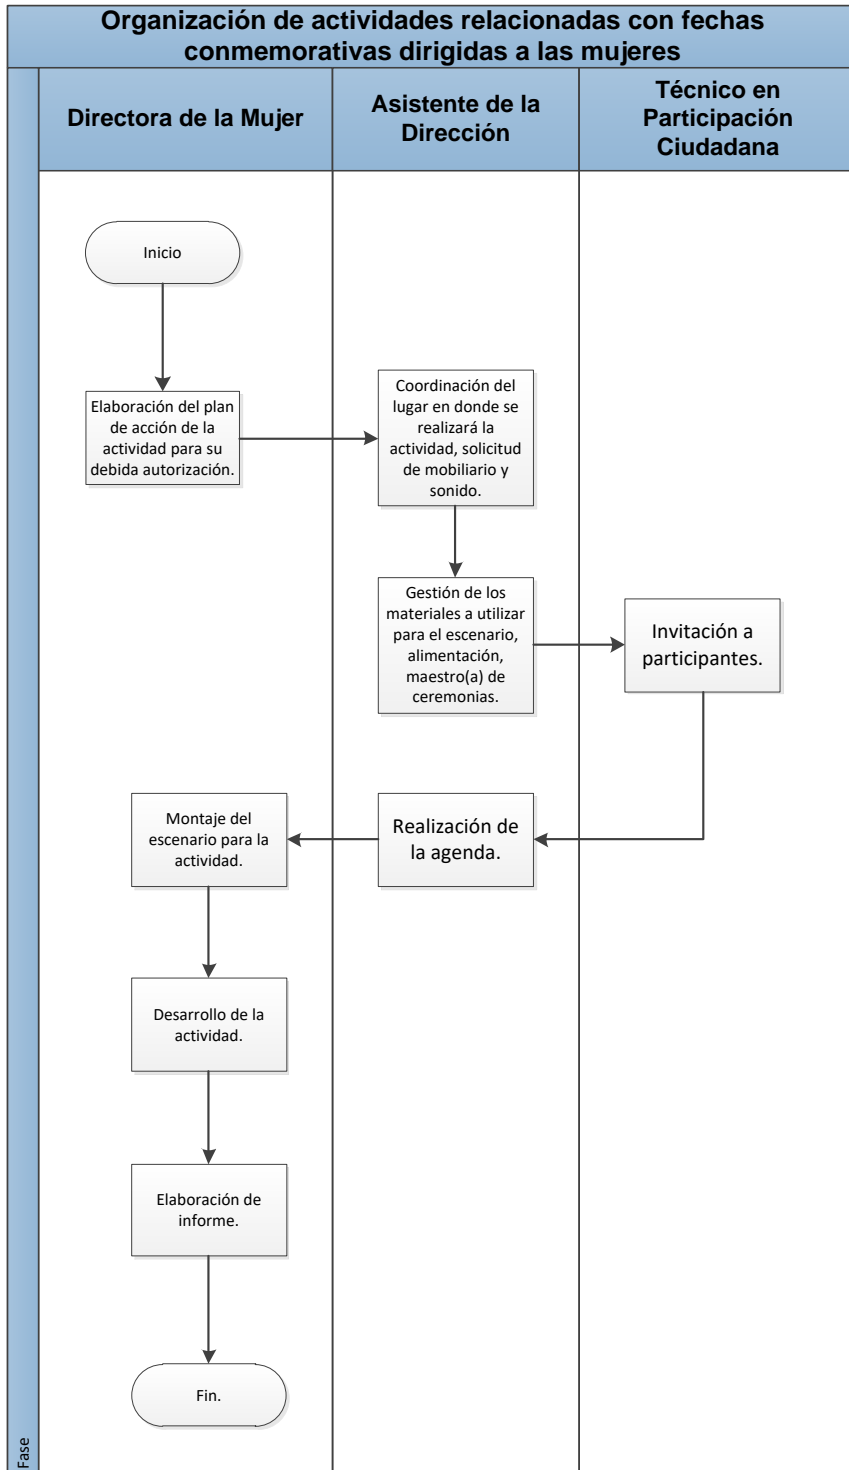 Organización de actividades relacionadas con fechas
conmemorativas dirigidas a las mujeres
Directora de la Mujer
Asistente de la
Dirección
Técnico en
Participación
Ciudadana
Inicio
Elaboración del plan
de acción de la
actividad para su
debida autorización.
Coordinación del
lugar en donde se
realizará la
actividad, solicitud
de mobiliario y
sonido.
Gestión de los
materiales a utilizar
para el escenario,
alimentación,
maestro(a) de
ceremonias.
Invitación a
participantes.
Realización de
la agenda.
Montaje del
escenario para la
actividad.
Desarrollo de la
actividad.
Elaboración de
informe.
Fin.
Fase